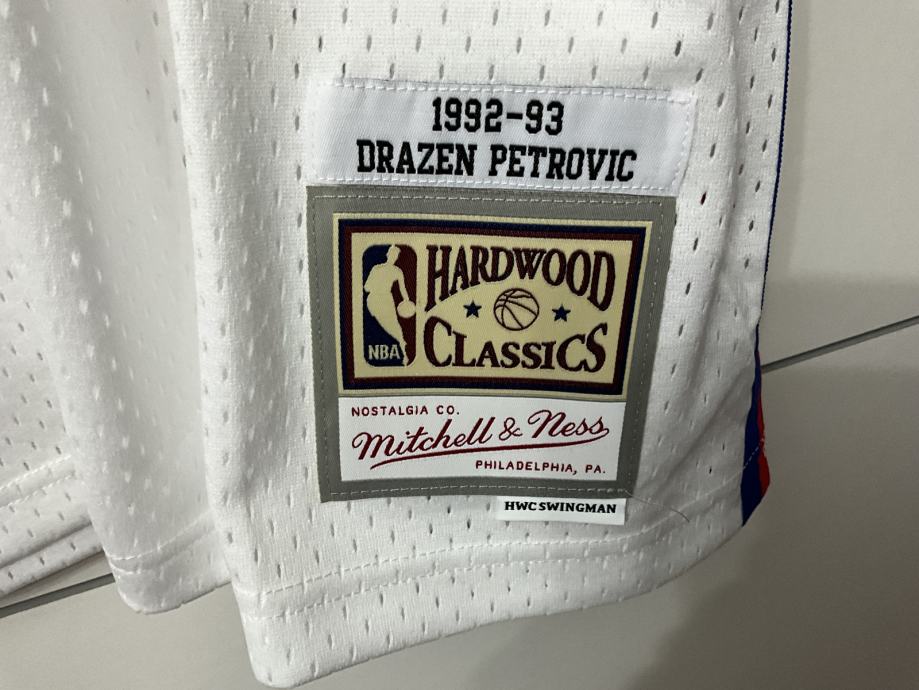 1992-93
DRAZEN PETROVIC
HARDWOOD
CLASSICS
NBA
NOSTALGIA CO.
Mitchell & Ness
PHILADELPHIA, PA.
HWC SWINGMAN